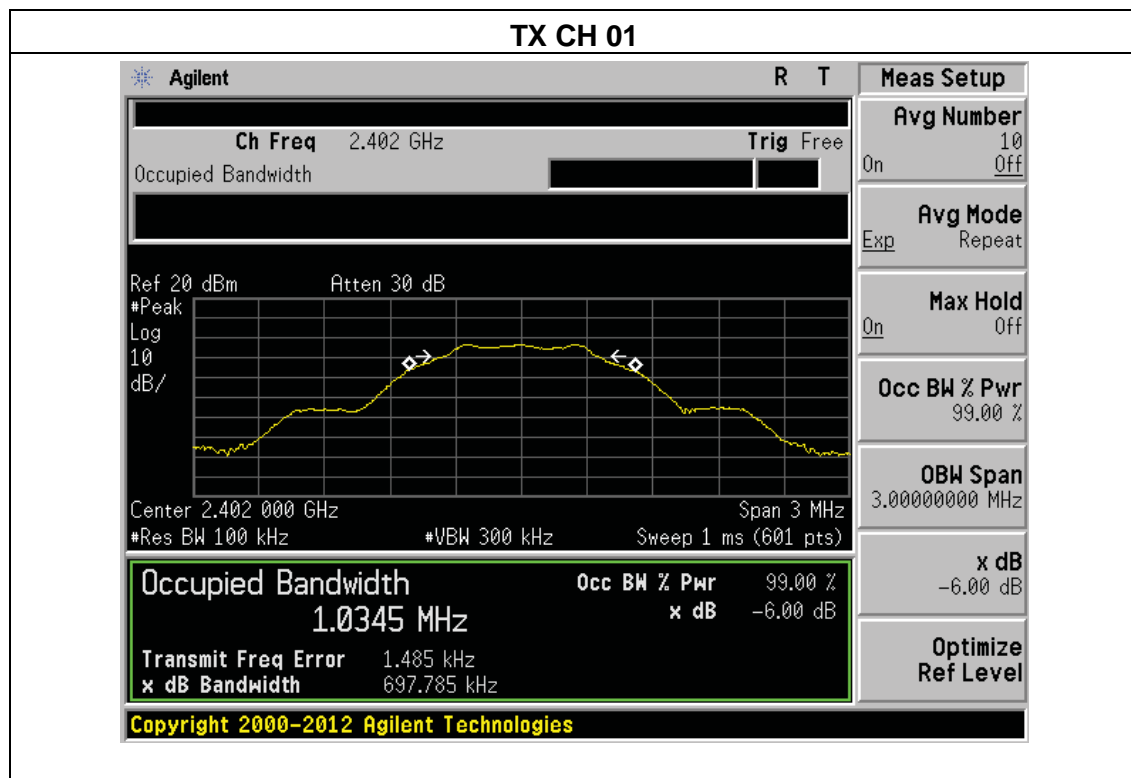 TX CH 01
Agilent R T
Meas Setup
Ch Freq 2.402 GHz Trig Free
Occupied Bandwidth
Avg Number
10
On Off
Avg Mode
Exp Repeat
Max Hold
On Off
Occ BW % Pwr
99.00 %
OBW Span
3.00000000 MHz
x dB
-6.00 dB
Optimize
Ref Level
Ref 20 dBm Atten 30 dB
#Peak
Log
10
dB/
Center 2.402 000 GHz Span 3 MHz
#Res BW 100 kHz #VBW 300 kHz Sweep 1 ms (601 pts)
Occupied Bandwidth Occ BW % Pwr 99.00 %
1.0345 MHz x dB -6.00 dB
Transmit Freq Error 1.485 kHz
x dB Bandwidth 697.785 kHz
Copyright 2000-2012 Agilent Technologies